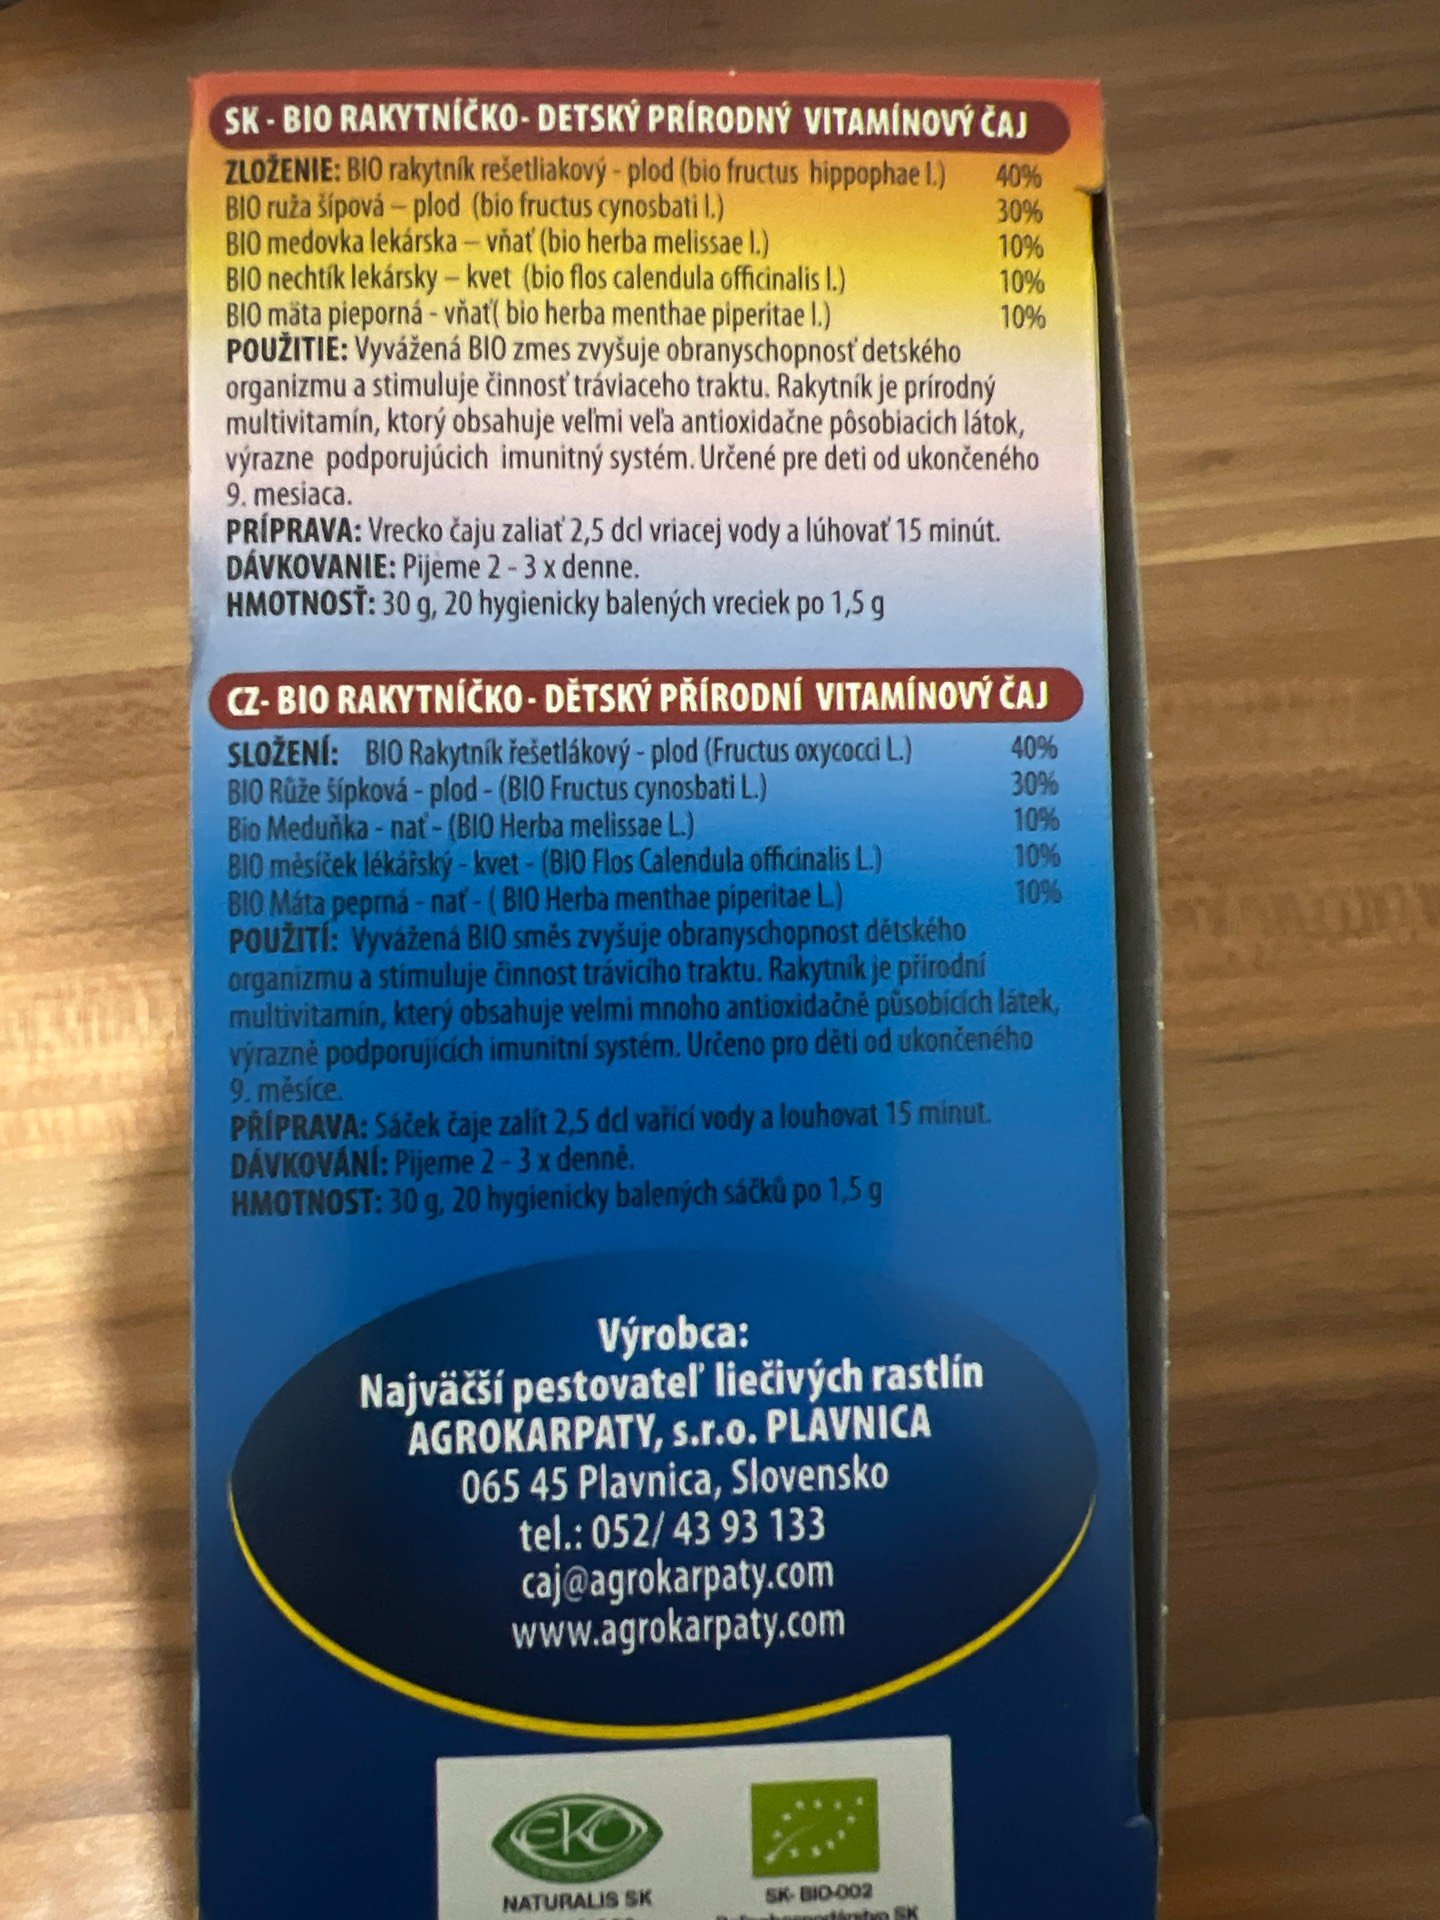 SK - BIO RAKYTNÍČKO- DETSKÝ PRÍRODNÝ VITAMÍNOVÝ ČAJ
ZLOŽENIE: BIO rakytník rešetliakový - plod (bio fructus hippophae l.) 40%
BIO ruža šípová – plod (bio fructus cynosbati l.) 30%
BIO medovka lekárska – vňať (bio herba melissae l.) 10%
BIO nechtík lekársky – kvet (bio flos calendula officinalis l.) 10%
BIO mäta pieporná - vňať( bio herba menthae piperitae l.) 10%
POUŽITIE: Vyvážená BIO zmes zvyšuje obranyschopnosť detského
organizmu a stimuluje činnosť tráviaceho traktu. Rakytník je prírodný
multivitamín, ktorý obsahuje veľmi veľa antioxidačne pôsobiacich látok,
výrazne podporujúcich imunitný systém. Určené pre deti od ukončeného
9. mesiaca.
PRÍPRAVA: Vrecko čaju zaliať 2,5 dcl vriacej vody a lúhovať 15 minút.
DÁVKOVANIE: Pijeme 2 - 3 x denne.
HMOTNOSŤ: 30 g, 20 hygienicky balených vreciek po 1,5 g
CZ- BIO RAKYTNÍČKO- DĚTSKÝ PŘÍRODNÍ VITAMÍNOVÝ ČAJ
SLOŽENÍ: BIO Rakytník řešetlákový - plod (Fructus oxycocci L.) 40%
BIO Růže šípková - plod - (BIO Fructus cynosbati L.) 30%
Bio Meduňka - nať - (BIO Herba melissae L.) 10%
BIO měsíček lékářský - kvet - (BIO Flos Calendula officinalis L.) 10%
BIO Máta peprná - nať - ( BIO Herba menthae piperitae L.) 10%
POUŽITÍ: Vyvážená BIO směs zvyšuje obranyschopnost dětského
organizmu a stimuluje činnost trávicího traktu. Rakytník je přírodní
multivitamín, který obsahuje velmi mnoho antioxidačně působících látek,
výrazně podporujících imunitní systém. Určeno pro děti od ukončeného
9. měsíce.
PŘÍPRAVA: Sáček čaje zalít 2,5 dcl vařící vody a louhovat 15 minut.
DÁVKOVÁNÍ: Pijeme 2 - 3 x denně.
HMOTNOST: 30 g, 20 hygienicky balených sáčků po 1,5 g
Výrobca:
Najväčší pestovateľ liečivých rastlín
AGROKARPATY, s.r.o. PLAVNICA
065 45 Plavnica, Slovensko
tel.: 052/ 43 93 133
caj@agrokarpaty.com
www.agrokarpaty.com
EKO
NATURALIS SK
SK- BIO-002
SK